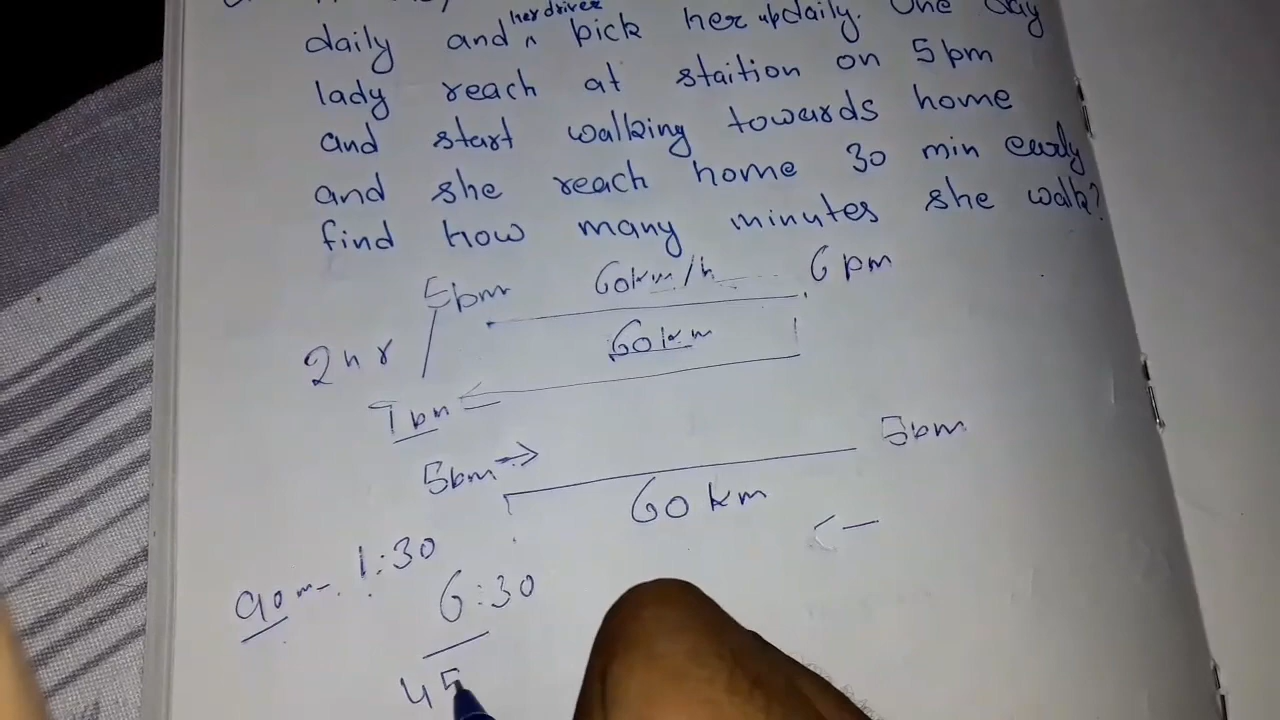 her driver
daily and ^ pick her up daily. One day
lady reach at staition on 5pm
and start walking towards home
and she reach home 30 min early
find how many minutes she walk?
5pm 60km/h 6pm
60km
2hr
7pm
5pm
5pm →
60 km
←
90m- 1:30
6:30
45